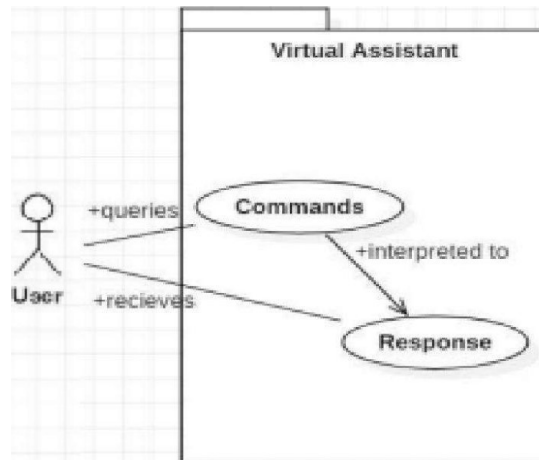 Virtual Assistant
+queries
Commands
+interpreted to
User
+recieves
Response